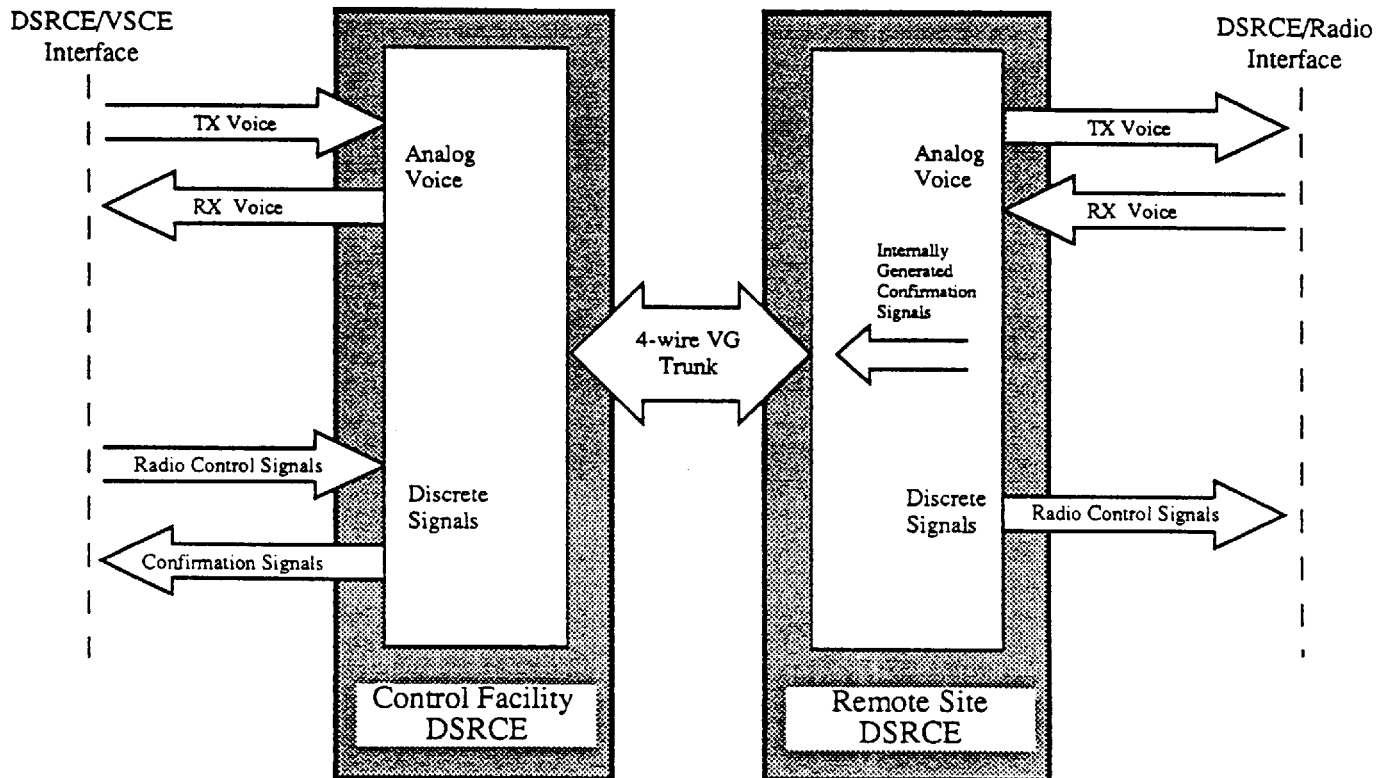 DSRCE/VSCE
Interface
TX Voice
RX Voice
Analog
Voice
Radio Control Signals
Confirmation Signals
Discrete
Signals
Control Facility
DSRCE
4-wire VG
Trunk
DSRCE/Radio
Interface
TX Voice
RX Voice
Analog
Voice
Internally
Generated
Confirmation
Signals
Discrete
Signals
Radio Control Signals
Remote Site
DSRCE